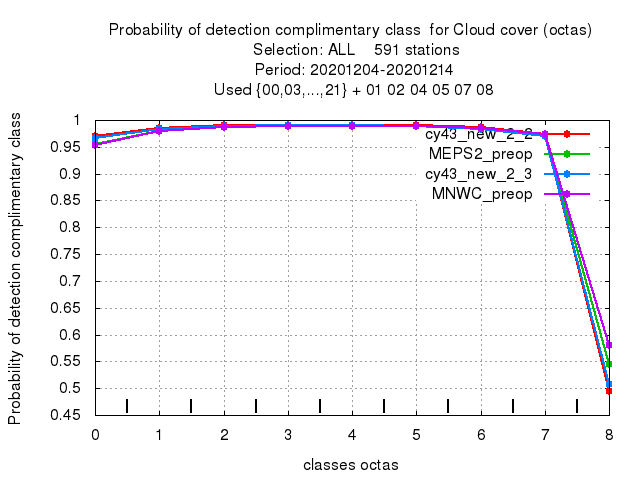 Probability of detection complimentary class  for Cloud cover (octas)
Selection: ALL    591 stations
Period: 20201204-20201214
Used {00,03,...,21} + 01 02 04 05 07 08
Probability of detection complimentary class
1
0.95
0.9
0.85
0.8
0.75
0.7
0.65
0.6
0.55
0.5
0.45
cy43_new_2_2
MEPS2_preop
cy43_new_2_3
MNWC_preop
0 1 2 3 4 5 6 7 8
classes octas